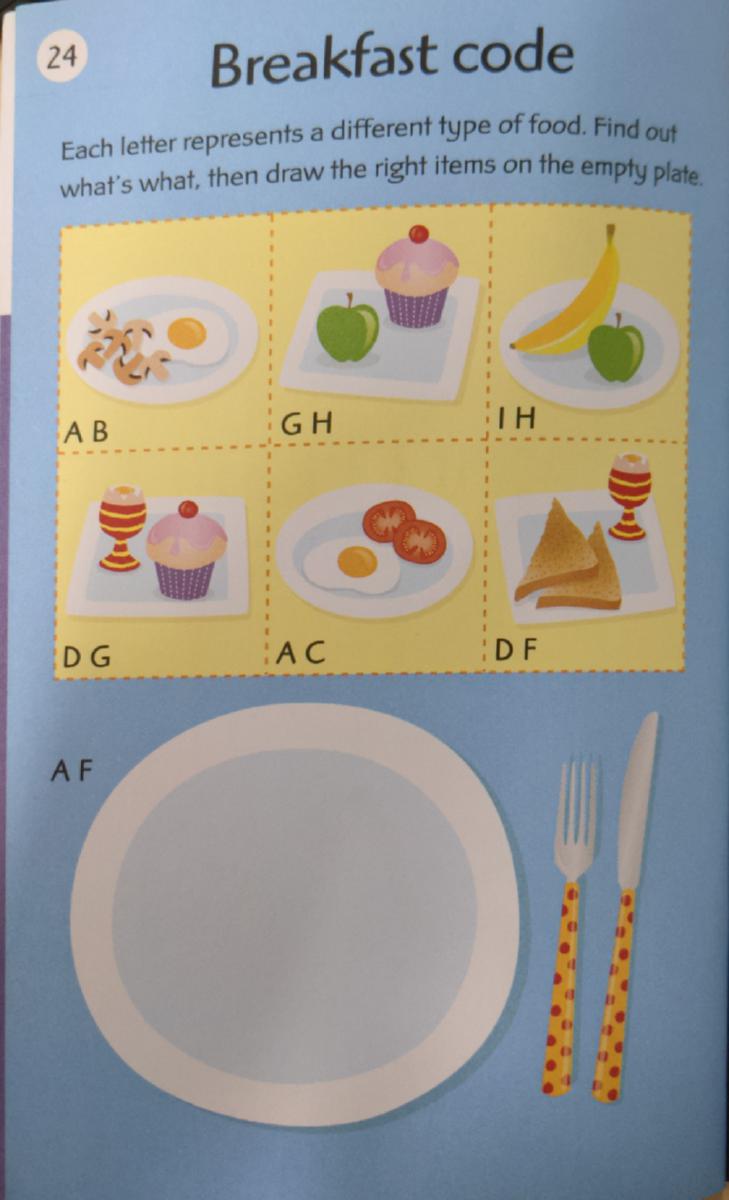 24
Breakfast code
Each letter represents a different type of food. Find out
what's what, then draw the right items on the empty plate.
A B
G H
I H
D G
A C
D F
A F